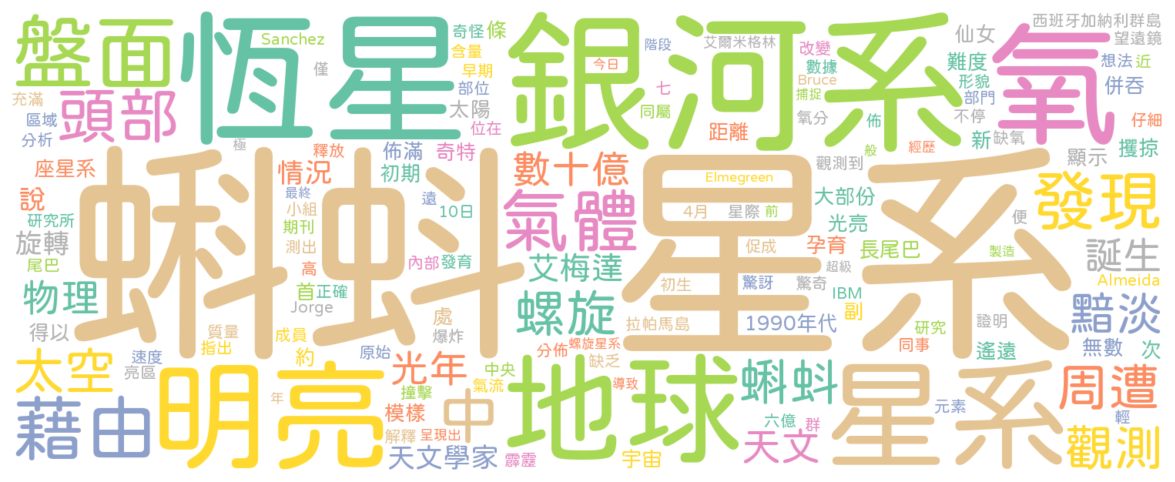 盤面
恆星
銀河系
氧
蝌蚪星系
Sanchez
奇怪
條
含量
早期
階段
艾爾米格林
改變
仙女
西班牙加納利群島
望遠鏡
想法
近
僅
今日
數據
難度
形貌
併吞
充滿
頭部
部位
太陽
七
Bruce
捕捉
部門
區域
位在
同屬
距離
氧分
佈
不停
仔細
分析
極
釋放
佈滿
奇特
般
經歷
新
缺氧
攫掠
座星系
情況
初期
數十億
觀測到
顯示
說
最終
遠
Elmegreen
大部份
發現
研究所
小組
10日
氣體
4月
星際
前
光亮
便
旋轉
期刊
測出
促成
孕育
長尾巴
誕生
尾巴
高
內部
發育
艾梅達
驚訝
驚奇
超級
製造
物理
首
正確
初生
IBM
Almeida
Jorge
處
螺旋
副
黯淡
得以
質量
指出
成員
爆炸
拉帕馬島
1990年代
研究
證明
太空
速度
約
原始
分佈
螺旋星系
同事
遙遠
無數
次
亮區
光年
中央
缺乏
明亮
撞擊
氣流
導致
地球
蝌蚪
星系
周遭
藉由
年
模樣
中
元素
輕
解釋
呈現出
六億
群
天文學家
霹靂
宇宙
天文
觀測